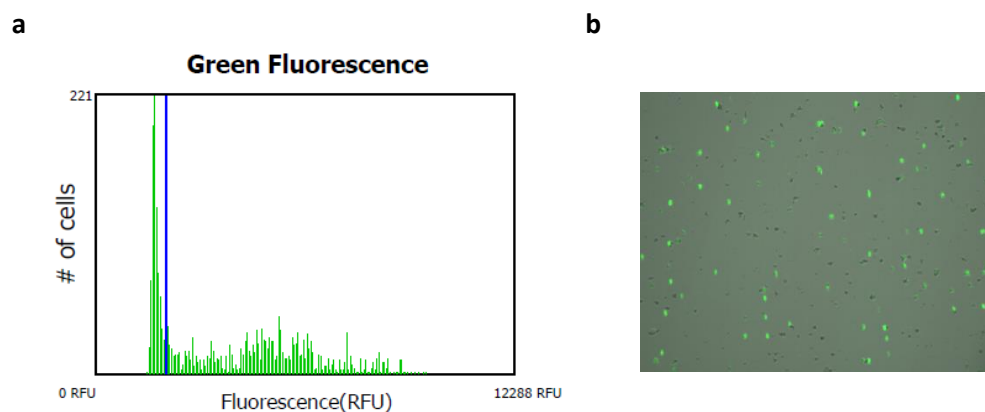 a
b
Green Fluorescence
221
# of cells
0 RFU
Fluorescence(RFU)
12288 RFU